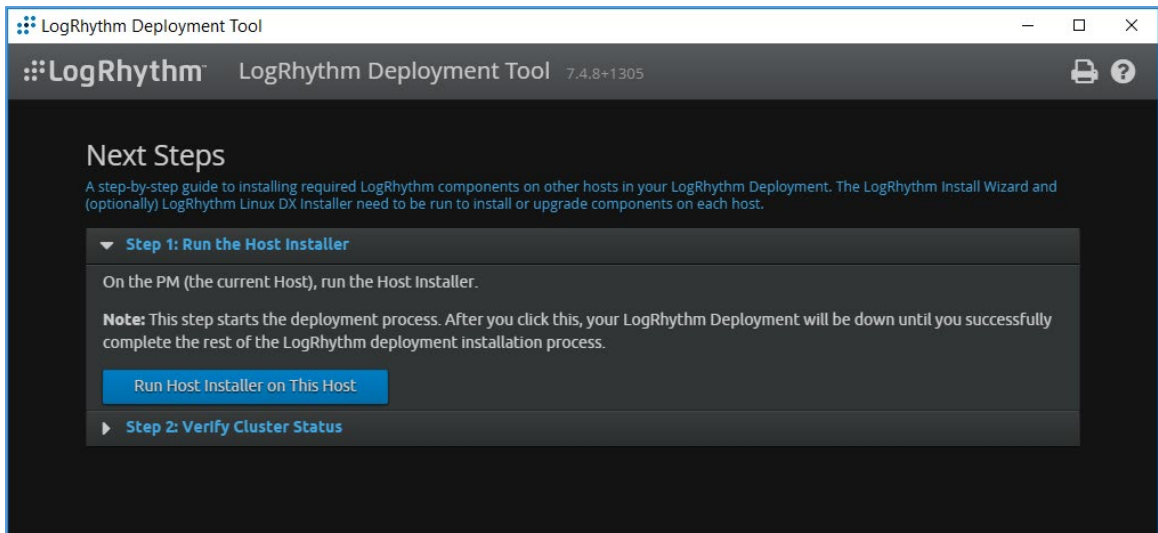 LogRhythm Deployment Tool
LogRhythm™ LogRhythm Deployment Tool 7.4.8+1305
Next Steps
A step-by-step guide to installing required LogRhythm components on other hosts in your LogRhythm Deployment. The LogRhythm Install Wizard and
(optionally) LogRhythm Linux DX Installer need to be run to install or upgrade components on each host.
Step 1: Run the Host Installer
On the PM (the current Host), run the Host Installer.
Note: This step starts the deployment process. After you click this, your LogRhythm Deployment will be down until you successfully
complete the rest of the LogRhythm deployment installation process.
Run Host Installer on This Host
Step 2: Verify Cluster Status